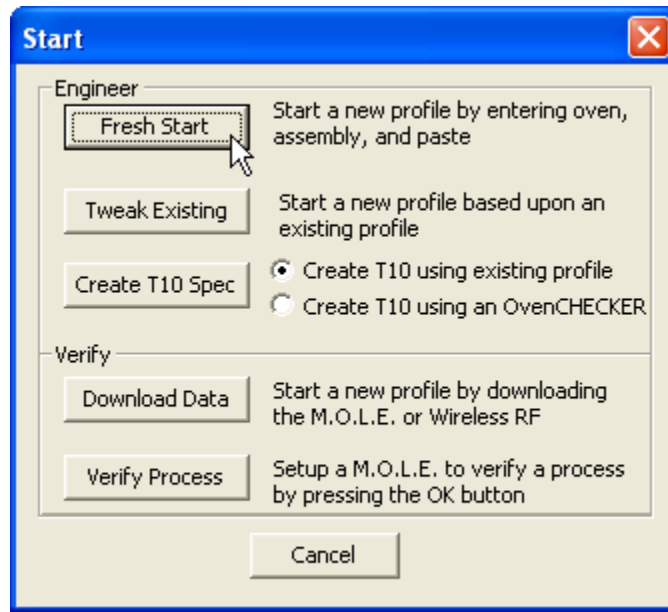 Start
Engineer
Fresh Start
Start a new profile by entering oven,
assembly, and paste
Tweak Existing
Start a new profile based upon an
existing profile
Create T10 Spec
Create T10 using existing profile
Create T10 using an OvenCHECKER
Verify
Download Data
Start a new profile by downloading
the M.O.L.E. or Wireless RF
Verify Process
Setup a M.O.L.E. to verify a process
by pressing the OK button
Cancel